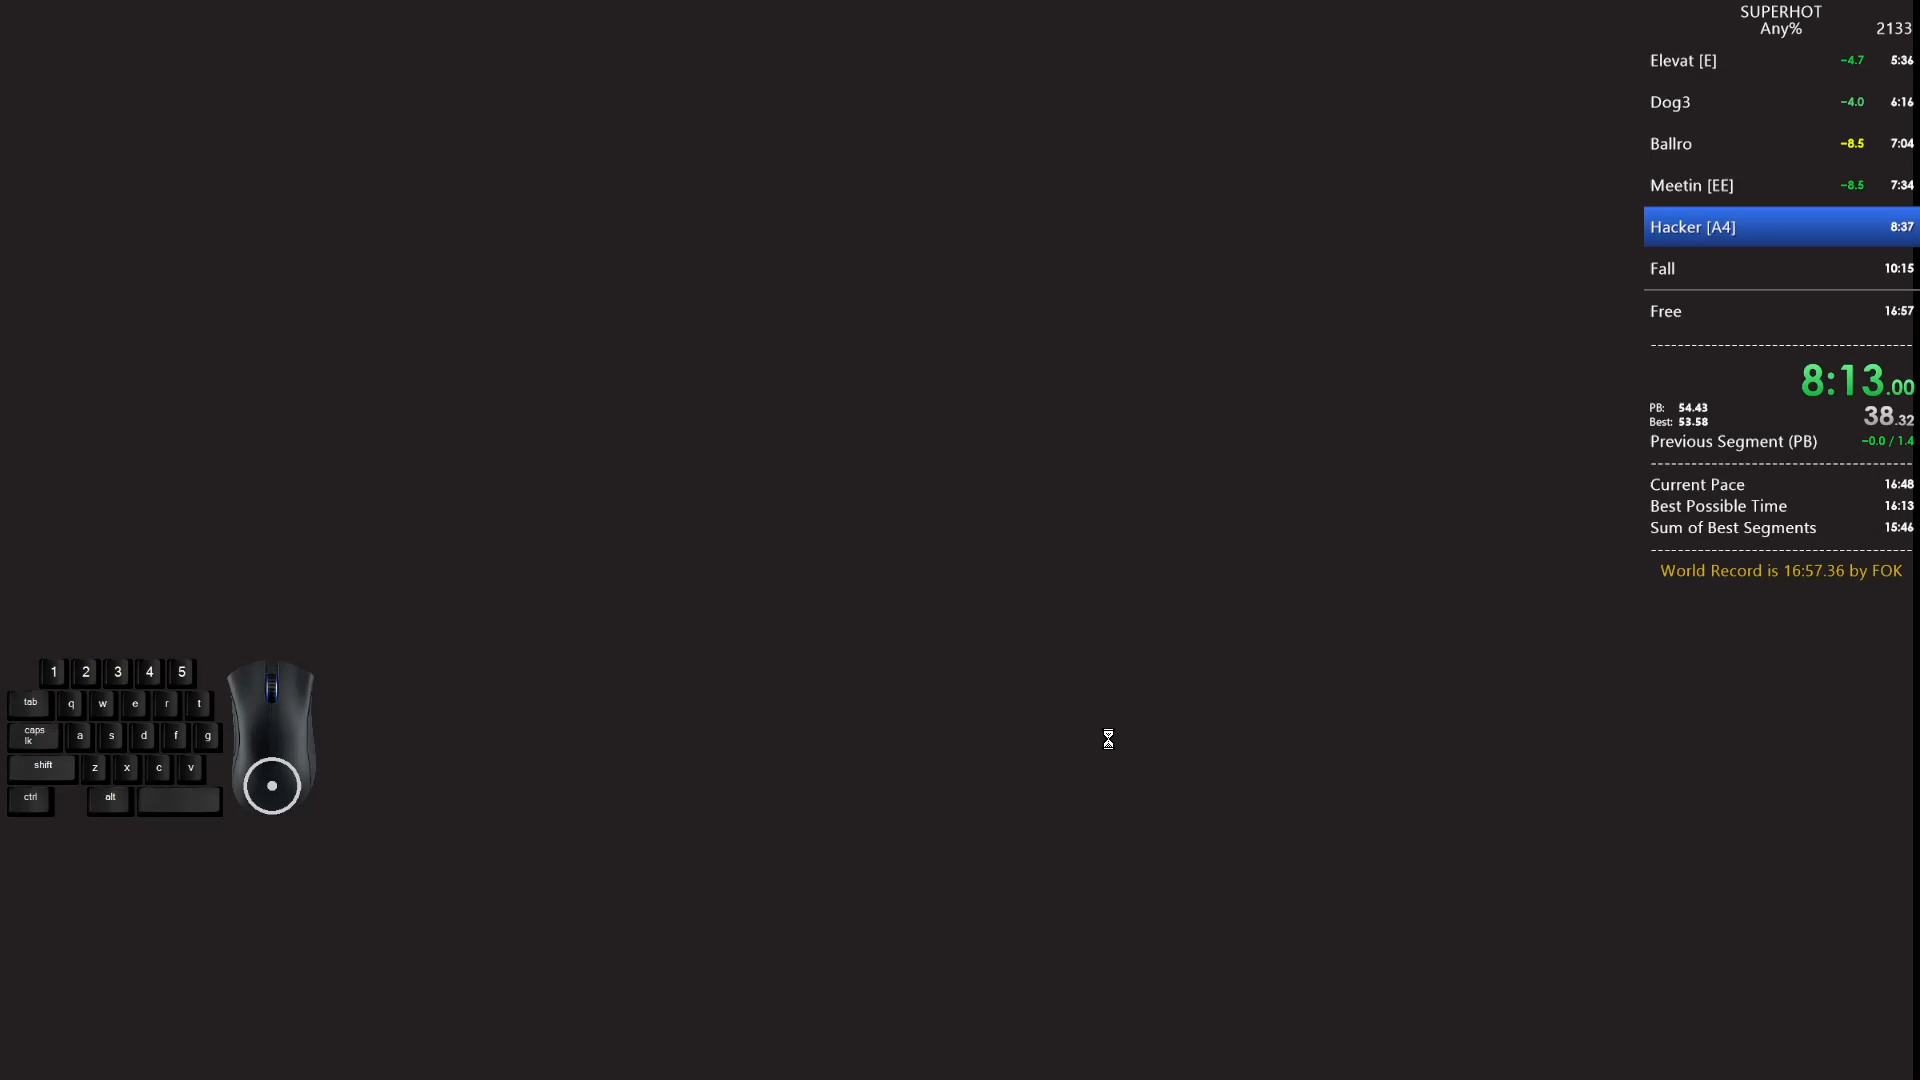 SUPERHOT
Any% 2133
Elevat [E] -4.7 5:36
Dog3 -4.0 6:16
Ballro -8.5 7:04
Meetin [EE] -8.5 7:34
Hacker [A4] 8:37
Fall 10:15
Free 16:57
8:13.00
PB: 54.43
38.32
Best: 53.58
Previous Segment (PB) -0.0 / 1.4
Current Pace 16:48
Best Possible Time 16:13
Sum of Best Segments 15:46
World Record is 16:57.36 by FOK
1 2 3 4 5
tab q w e r t
caps lk a s d f g
shift z x c v
ctrl alt